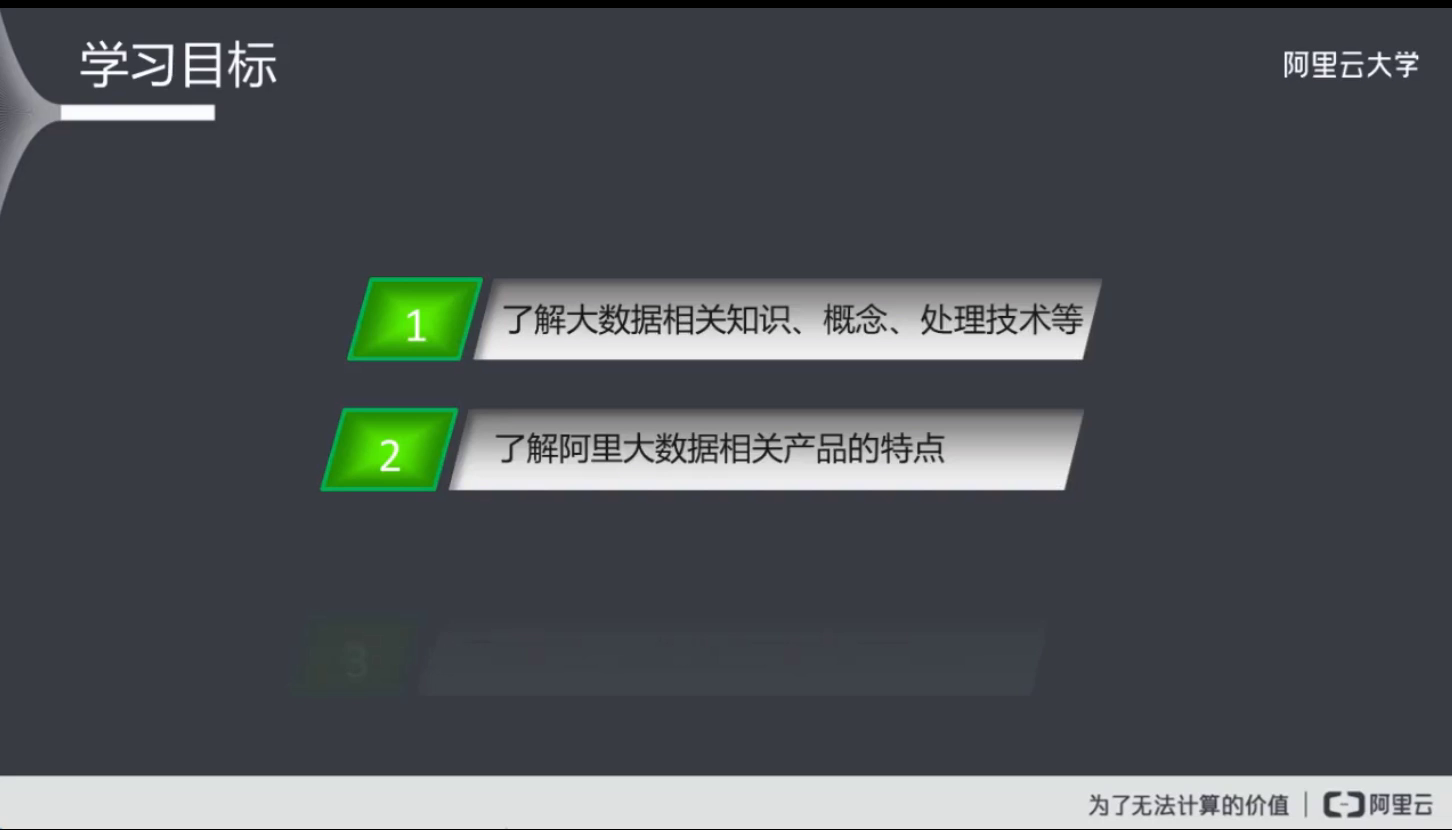 学习目标
阿里云大学
1
了解大数据相关知识、概念、处理技术等
2
了解阿里大数据相关产品的特点
3
为了无法计算的价值 | 阿里云